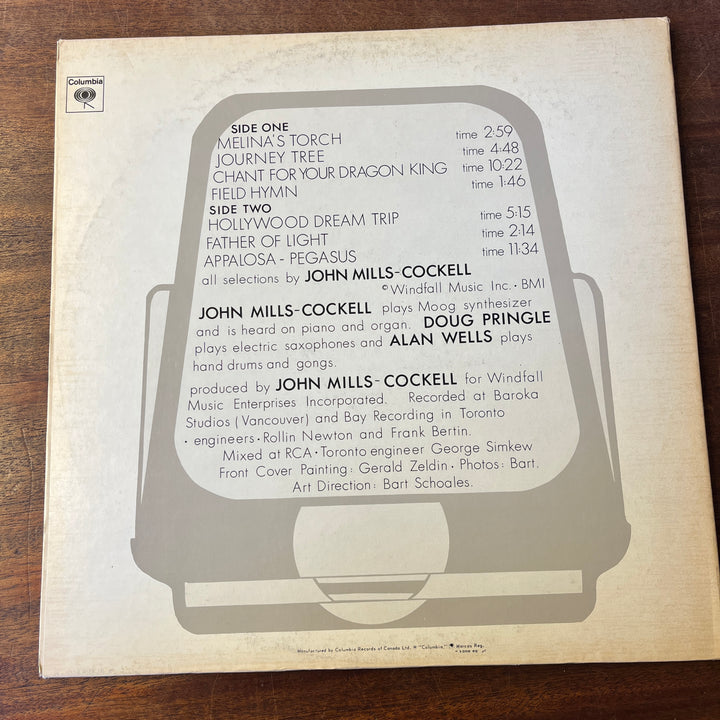 Columbia
SIDE ONE
MELINA'S TORCH time 2:59
JOURNEY TREE time 4:48
CHANT FOR YOUR DRAGON KING time 10:22
FIELD HYMN time 1:46
SIDE TWO
HOLLYWOOD DREAM TRIP time 5:15
FATHER OF LIGHT time 2:14
APPALOSA - PEGASUS time 11:34
all selections by JOHN MILLS-COCKELL
©Windfall Music Inc. • BMI
JOHN MILLS-COCKELL plays Moog synthesizer
and is heard on piano and organ. DOUG PRINGLE
plays electric saxophones and ALAN WELLS plays
hand drums and gongs.
produced by JOHN MILLS-COCKELL for Windfall
Music Enterprises Incorporated. Recorded at Baroka
Studios (Vancouver) and Bay Recording in Toronto
• engineers • Rollin Newton and Frank Bertin.
Mixed at RCA • Toronto engineer George Simkew
Front Cover Painting: Gerald Zeldin • Photos: Bart.
Art Direction: Bart Schoales.
Manufactured by Columbia Records of Canada Ltd. ® "Columbia," Marcas Reg.